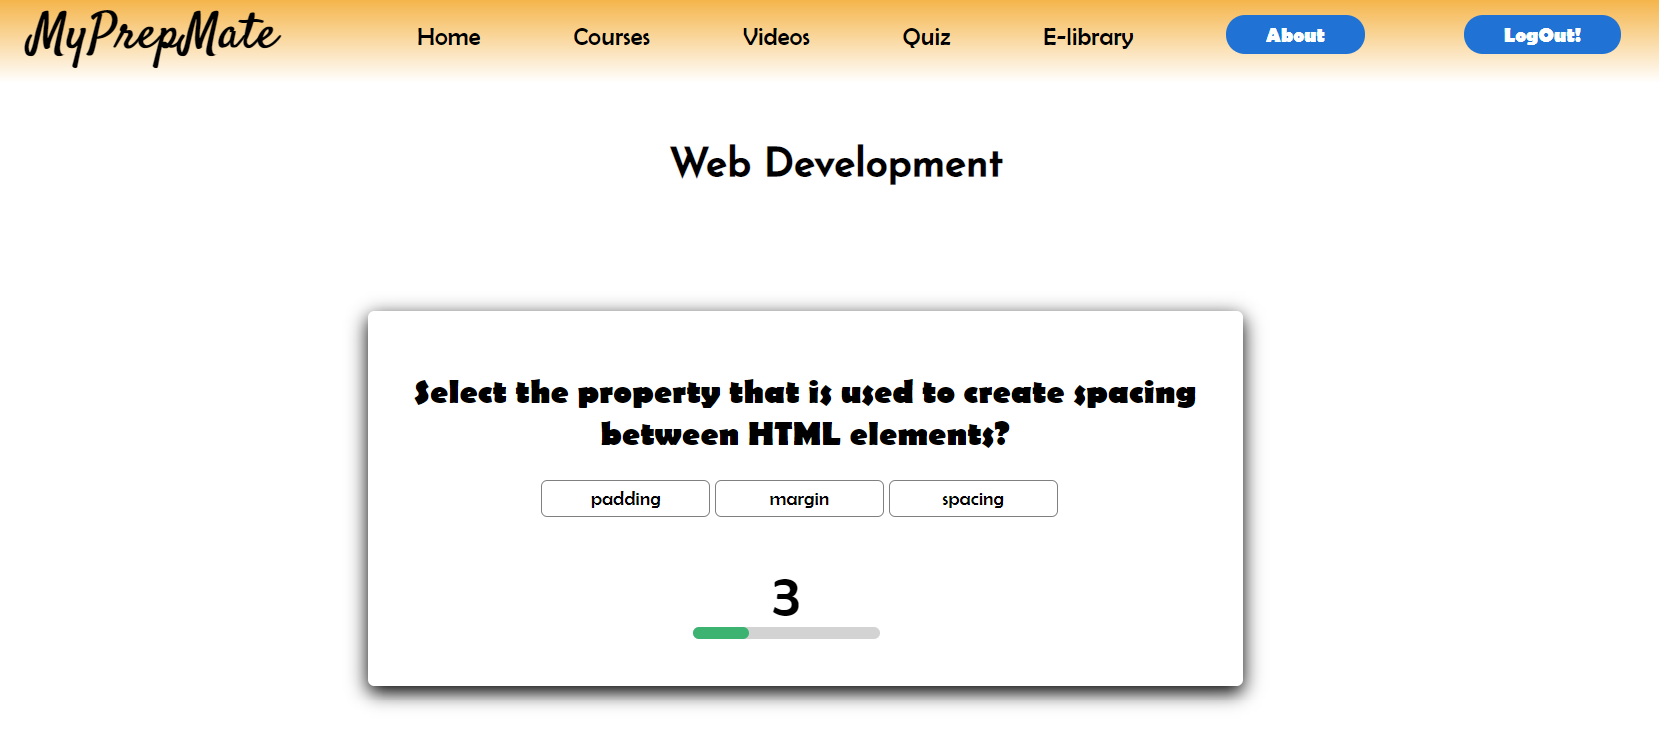 MyPrepMate Home Courses Videos Quiz E-library About LogOut!
Web Development
Select the property that is used to create spacing
between HTML elements?
padding margin spacing
3